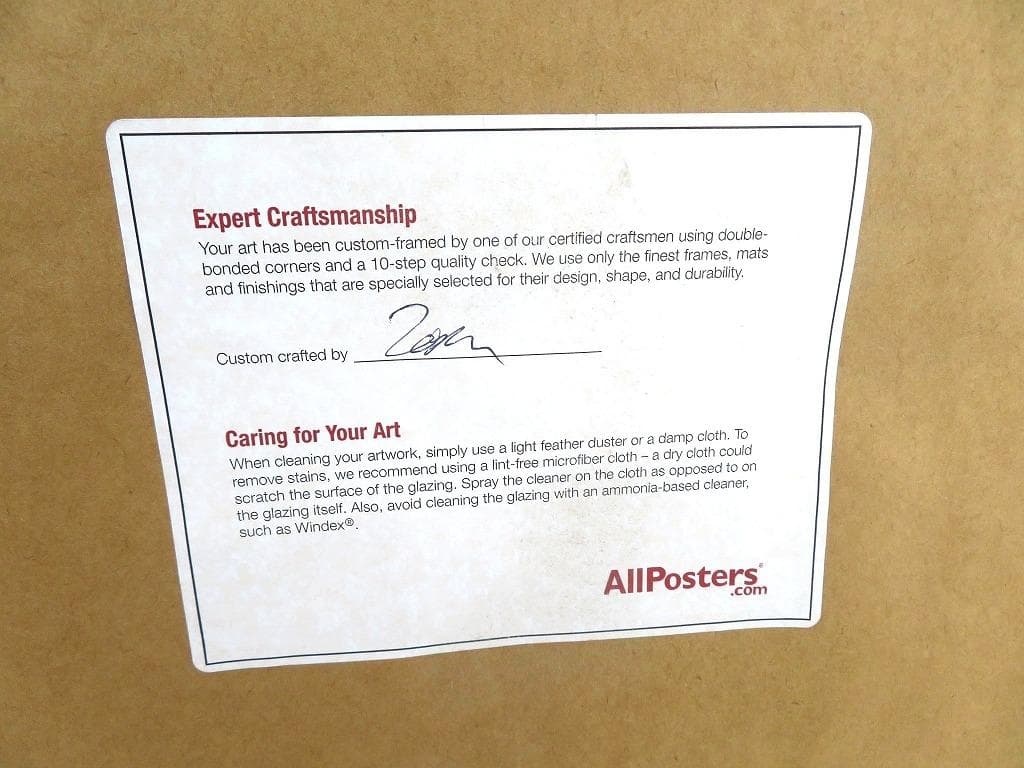 Expert Craftsmanship
Your art has been custom-framed by one of our certified craftsmen using double-
bonded corners and a 10-step quality check. We use only the finest frames, mats
and finishings that are specially selected for their design, shape, and durability.
Custom crafted by
Caring for Your Art
When cleaning your artwork, simply use a light feather duster or a damp cloth. To
remove stains, we recommend using a lint-free microfiber cloth – a dry cloth could
scratch the surface of the glazing. Spray the cleaner on the cloth as opposed to on
the glazing itself. Also, avoid cleaning the glazing with an ammonia-based cleaner,
such as Windex®.
AllPosters®
.com